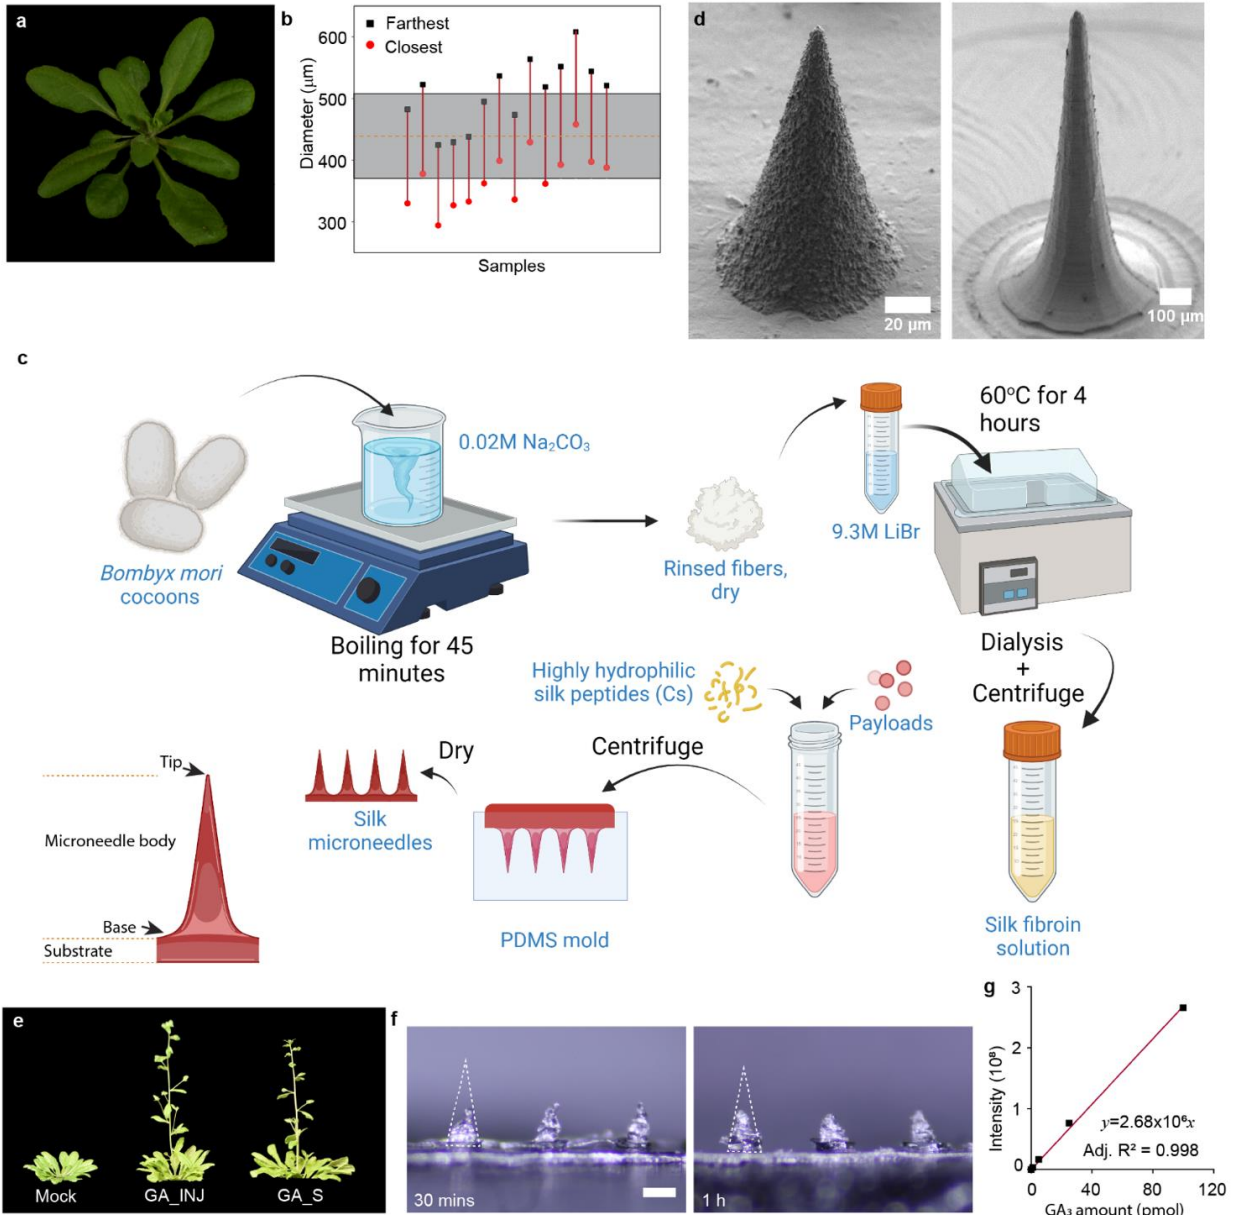 a
b
Farthest
Closest
600
500
400
300
Diameter (μm)
Samples
d
20 μm
100 μm
c
Bombyx mori
cocoons
0.02M Na₂CO₃
Boiling for 45
minutes
Rinsed fibers,
dry
9.3M LiBr
60°C for 4
hours
Dialysis
+
Centrifuge
Silk fibroin
solution
Highly hydrophilic
silk peptides (Cs)
Payloads
Centrifuge
PDMS mold
Dry
Silk
microneedles
Tip
Microneedle body
Base
Substrate
e
Mock
GA_INJ
GA_S
f
30 mins
1 h
g
3
2
1
0
Intensity (10⁸)
y=2.68x10⁶x
Adj. R² = 0.998
0 40 80 120
GA₃ amount (pmol)